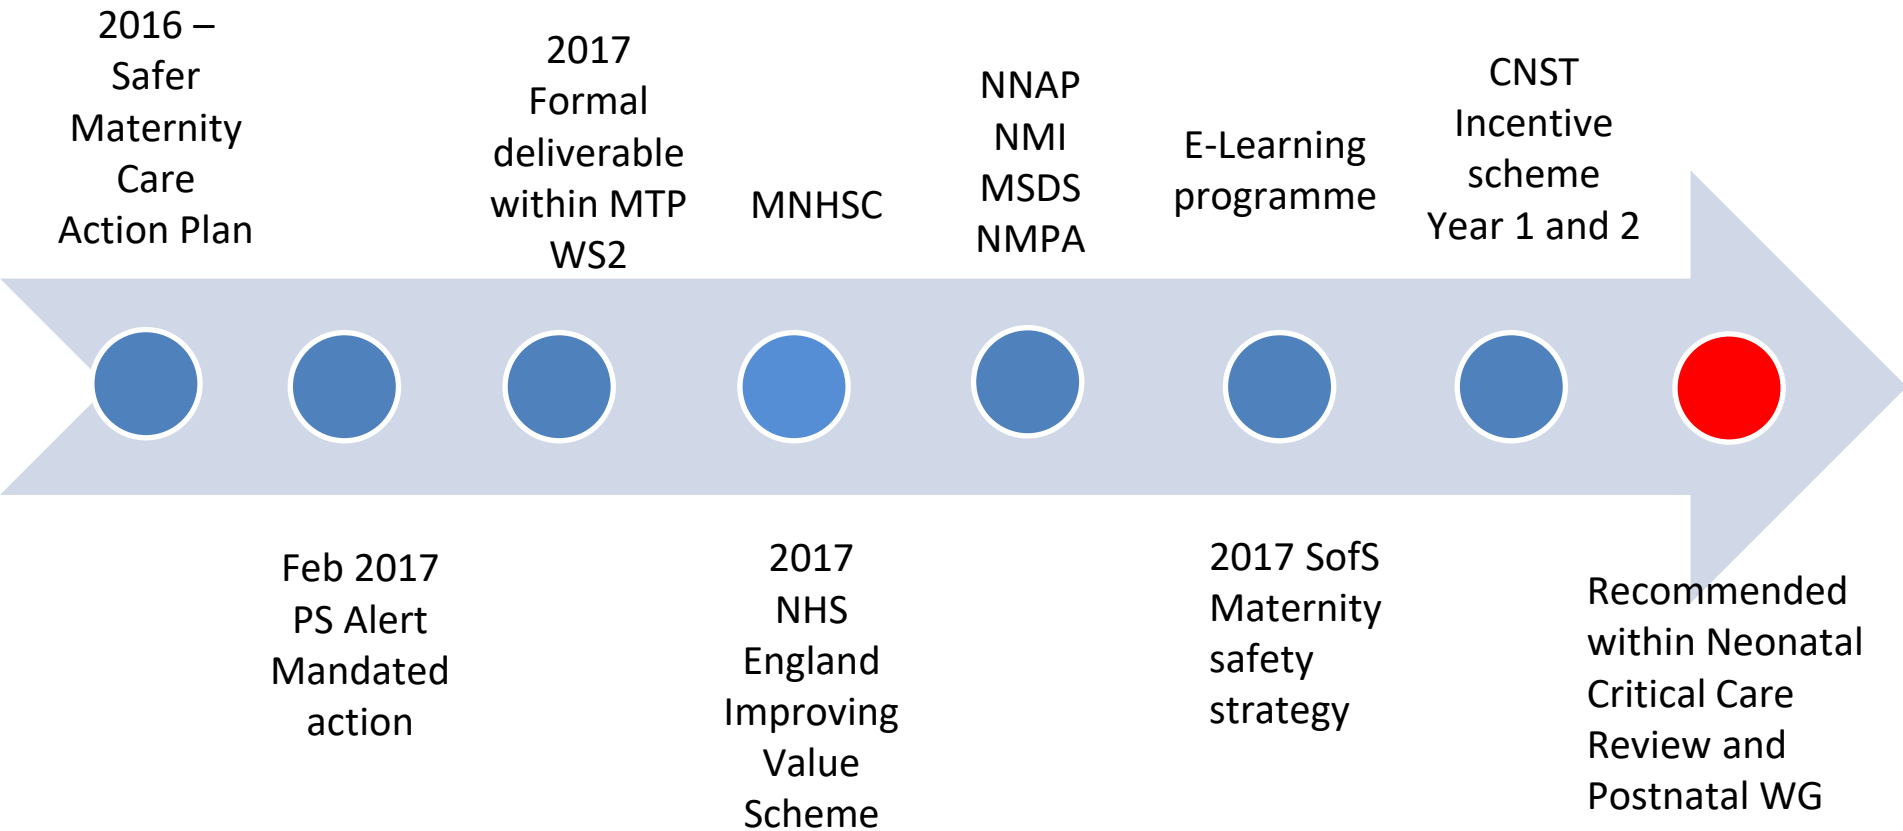 2016 –
Safer
Maternity
Care
Action Plan
2017
Formal
deliverable
within MTP
WS2
MNHSC
NNAP
NMI
MSDS
NMPA
E-Learning
programme
CNST
Incentive
scheme
Year 1 and 2
Feb 2017
PS Alert
Mandated
action
2017
NHS
England
Improving
Value
Scheme
2017 SofS
Maternity
safety
strategy
Recommended
within Neonatal
Critical Care
Review and
Postnatal WG